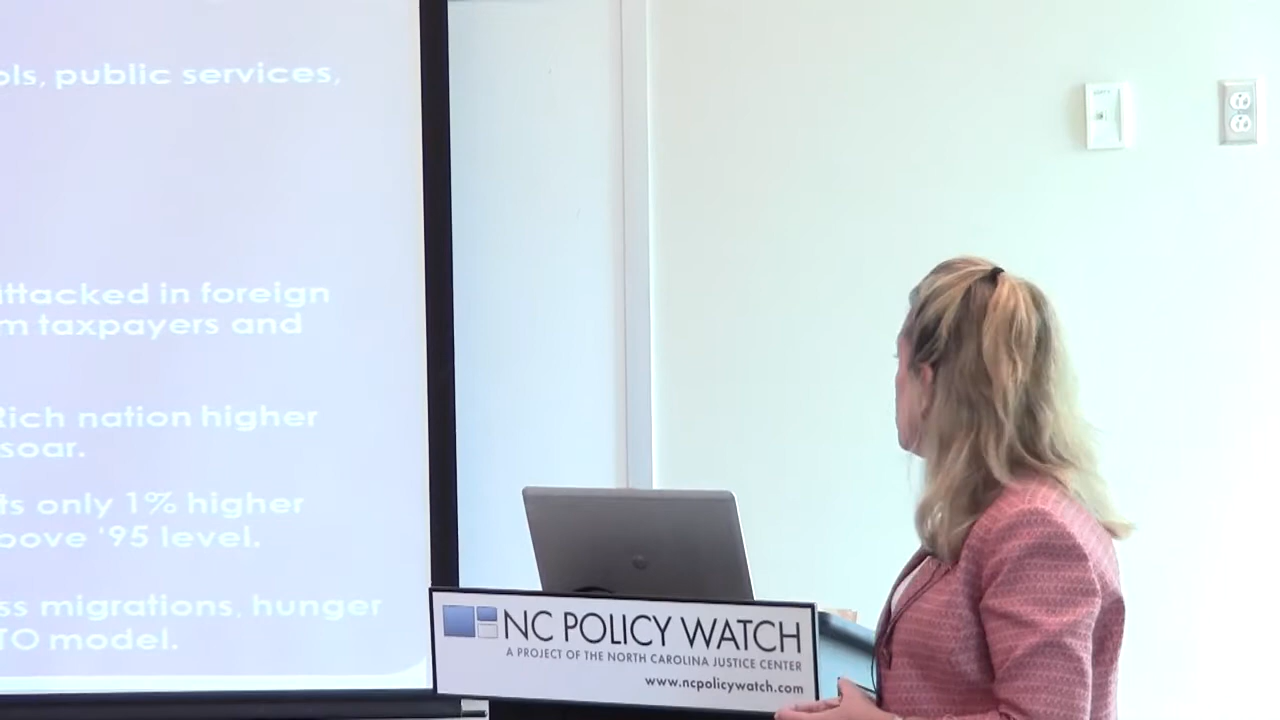 ols, public services,
attacked in foreign
m taxpayers and
Rich nation higher
soar.
ts only 1% higher
bove '95 level.
ss migrations, hunger
TO model.
NC POLICY WATCH
A PROJECT OF THE NORTH CAROLINA JUSTICE CENTER
www.ncpolicywatch.com